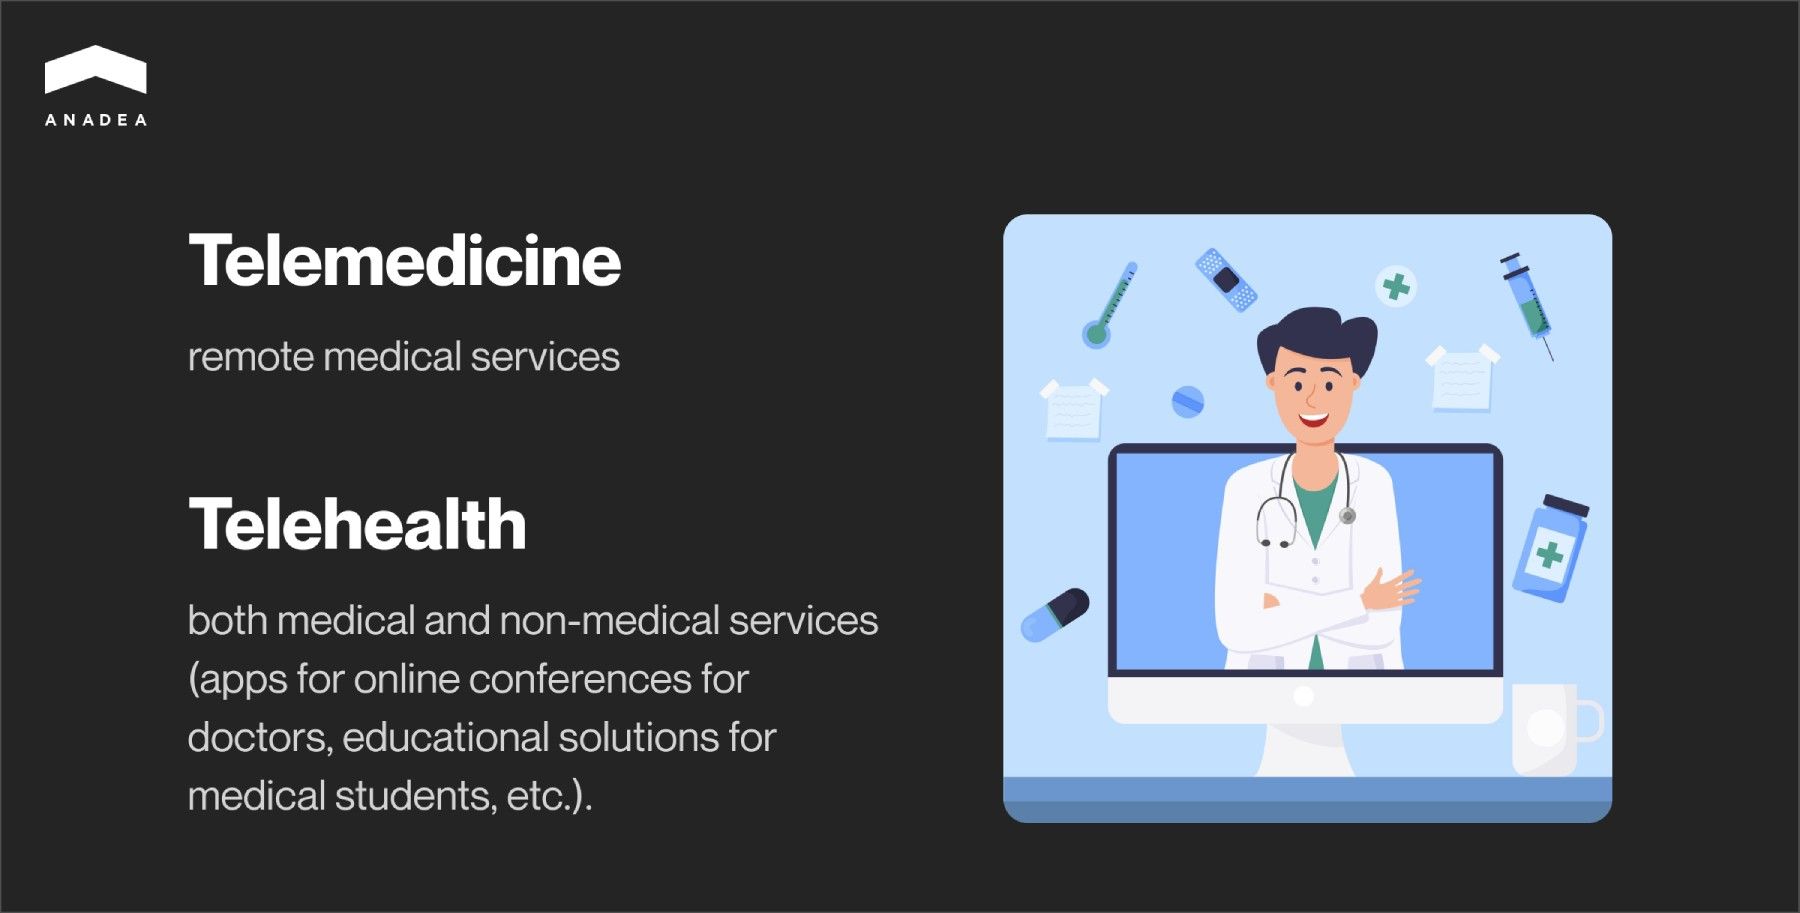 ANADEA
Telemedicine
remote medical services
Telehealth
both medical and non-medical services
(apps for online conferences for
doctors, educational solutions for
medical students, etc.).